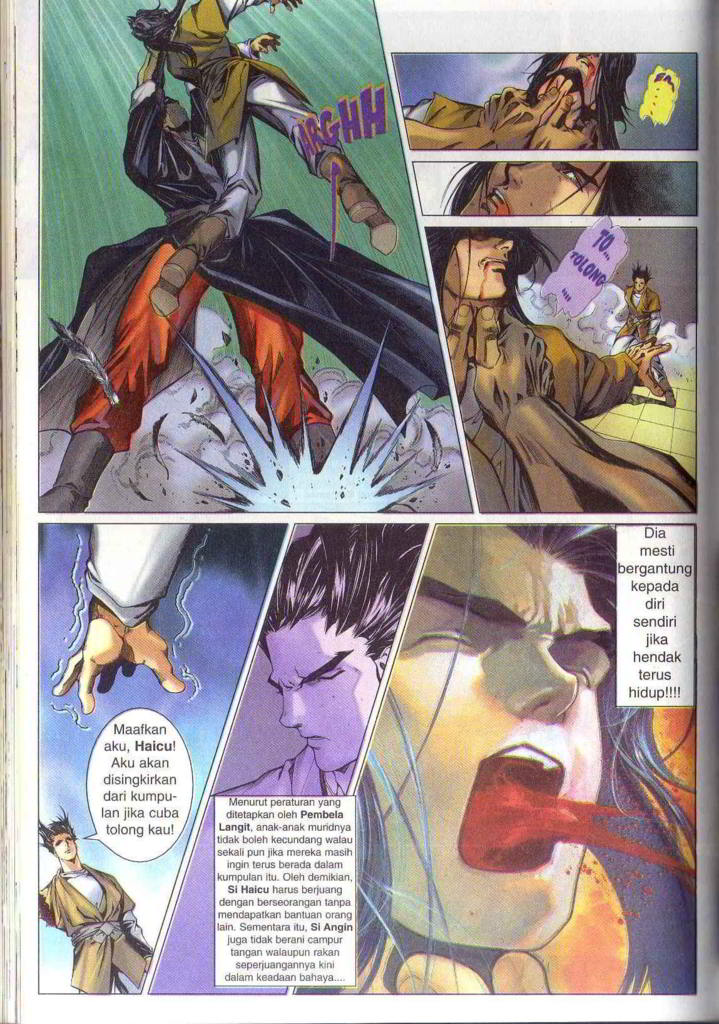 ARGHH
TO...
TOLONG
....
Maafkan
aku, Haicu!
Aku akan
disingkirkan
dari kumpu-
lan jika cuba
tolong kau!
Menurut peraturan yang
ditetapkan oleh Pembela
Langit, anak-anak muridnya
tidak boleh kecundang walau
sekali pun jika mereka masih
ingin terus berada dalam
kumpulan itu. Oleh demikian,
Si Haicu harus berjuang
dengan berseorangan tanpa
mendapatkan bantuan orang
lain. Sementara itu, Si Angin
juga tidak berani campur
tangan walaupun rakan
seperjuangannya kini
dalam keadaan bahaya....
Dia
mesti
bergantung
kepada
diri
sendiri
jika
hendak
terus
hidup!!!!